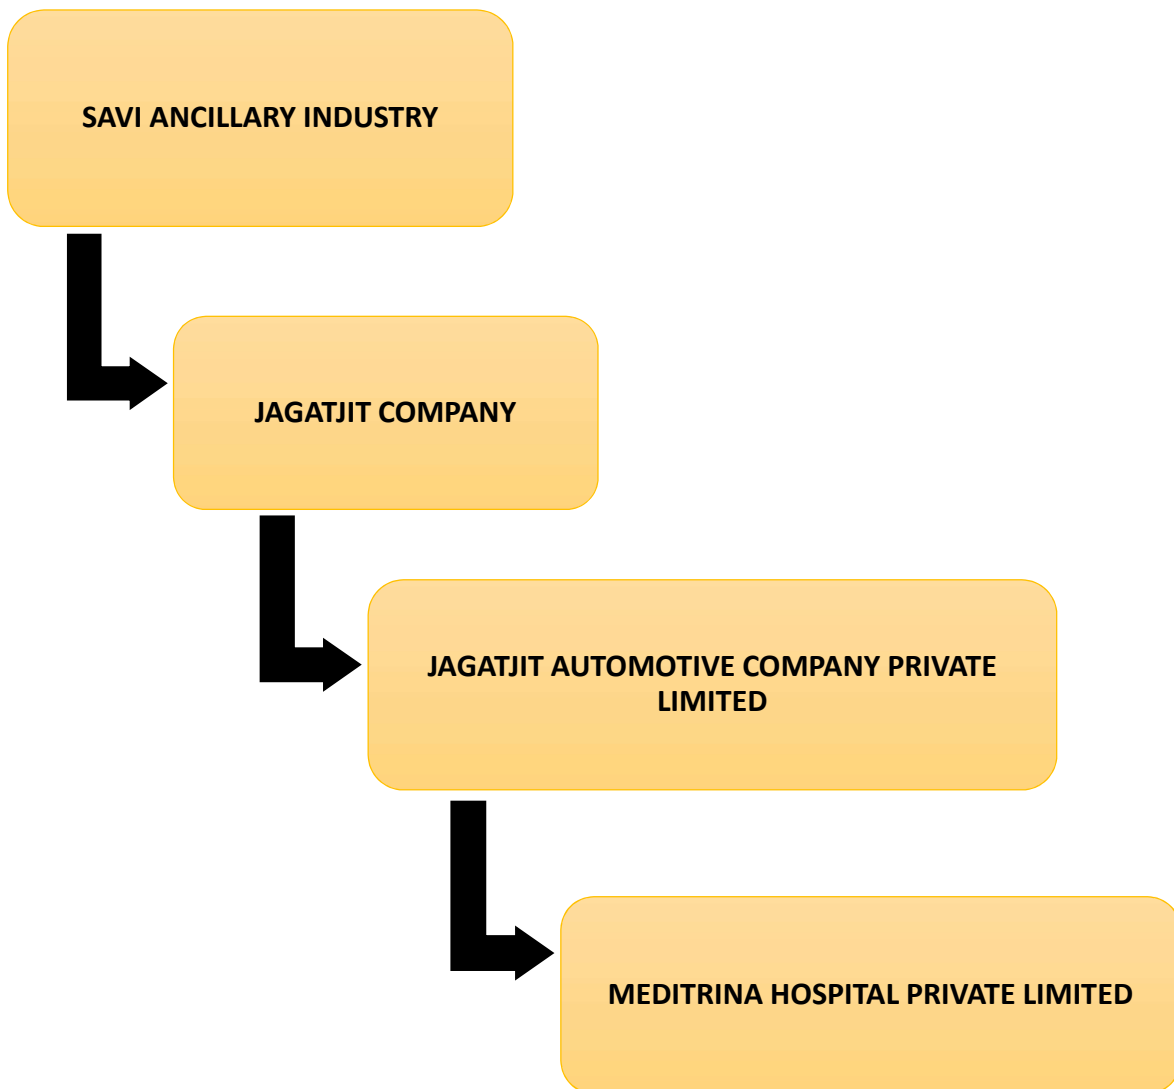 SAVI ANCILLARY INDUSTRY
JAGATJIT COMPANY
JAGATJIT AUTOMOTIVE COMPANY PRIVATE
LIMITED
MEDITRINA HOSPITAL PRIVATE LIMITED